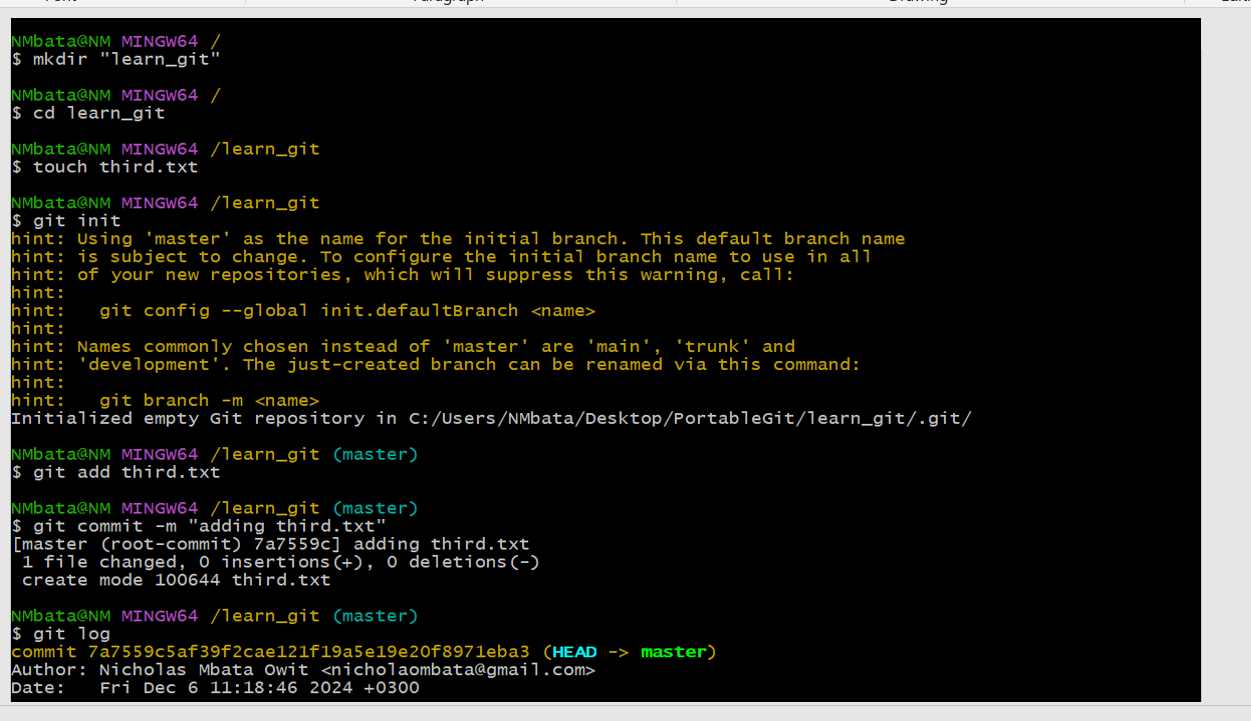 NMbata@NM MINGW64 /
$ mkdir "learn_git"
NMbata@NM MINGW64 /
$ cd learn_git
NMbata@NM MINGW64 /learn_git
$ touch third.txt
NMbata@NM MINGW64 /learn_git
$ git init
hint: Using 'master' as the name for the initial branch. This default branch name
hint: is subject to change. To configure the initial branch name to use in all
hint: of your new repositories, which will suppress this warning, call:
hint:
hint:   git config --global init.defaultBranch <name>
hint:
hint: Names commonly chosen instead of 'master' are 'main', 'trunk' and
hint: 'development'. The just-created branch can be renamed via this command:
hint:
hint:   git branch -m <name>
Initialized empty Git repository in C:/Users/NMbata/Desktop/PortableGit/learn_git/.git/
NMbata@NM MINGW64 /learn_git (master)
$ git add third.txt
NMbata@NM MINGW64 /learn_git (master)
$ git commit -m "adding third.txt"
[master (root-commit) 7a7559c] adding third.txt
 1 file changed, 0 insertions(+), 0 deletions(-)
 create mode 100644 third.txt
NMbata@NM MINGW64 /learn_git (master)
$ git log
commit 7a7559c5af39f2cae121f19a5e19e20f8971eba3 (HEAD -> master)
Author: Nicholas Mbata Owit <nicholaombata@gmail.com>
Date:   Fri Dec 6 11:18:46 2024 +0300